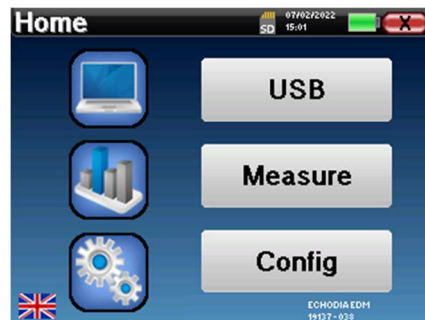 Home
SD
07/02/2022
15:01
X
USB
Measure
Config
ECHODIA EDM
19137-038